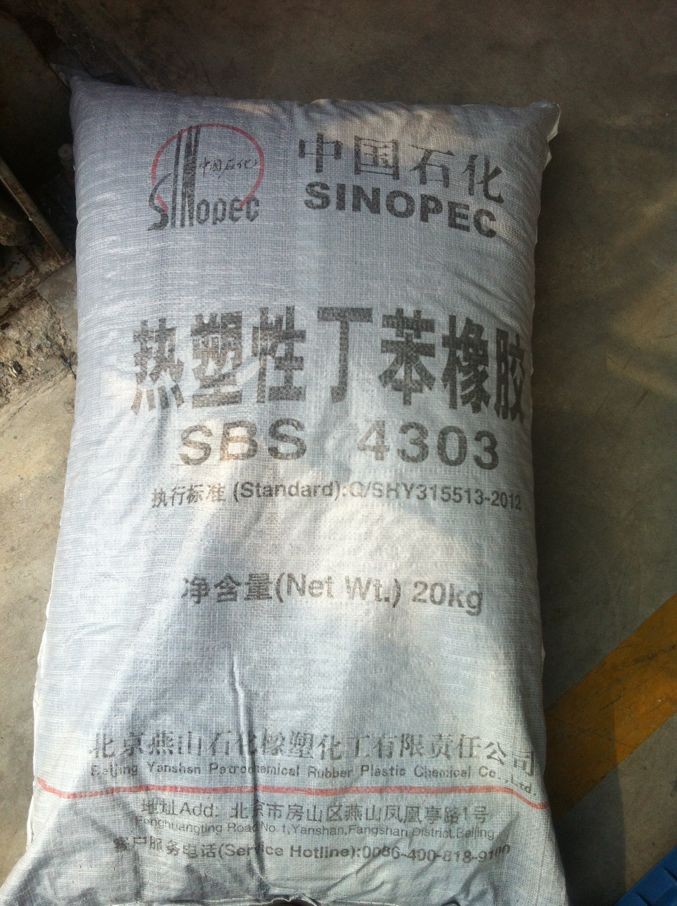 中国石化
Sinopec
中国石化
SINOPEC
热塑性丁苯橡胶
SBS 4303
执行标准 (Standard):Q/SHY315513-2012
净含量(Net Wt.) 20kg
北京燕山石化橡塑化工有限责任公司
Beijing Yanshan Petrochemical Rubber Plastic Chemical Co.,Ltd.
地址Add: 北京市房山区燕山凤凰亭路1号
Fenghuangting Road No.1,Yanshan,Fangshan District,Beijing
客户服务电话(Service Hotline):0086-400-818-9100